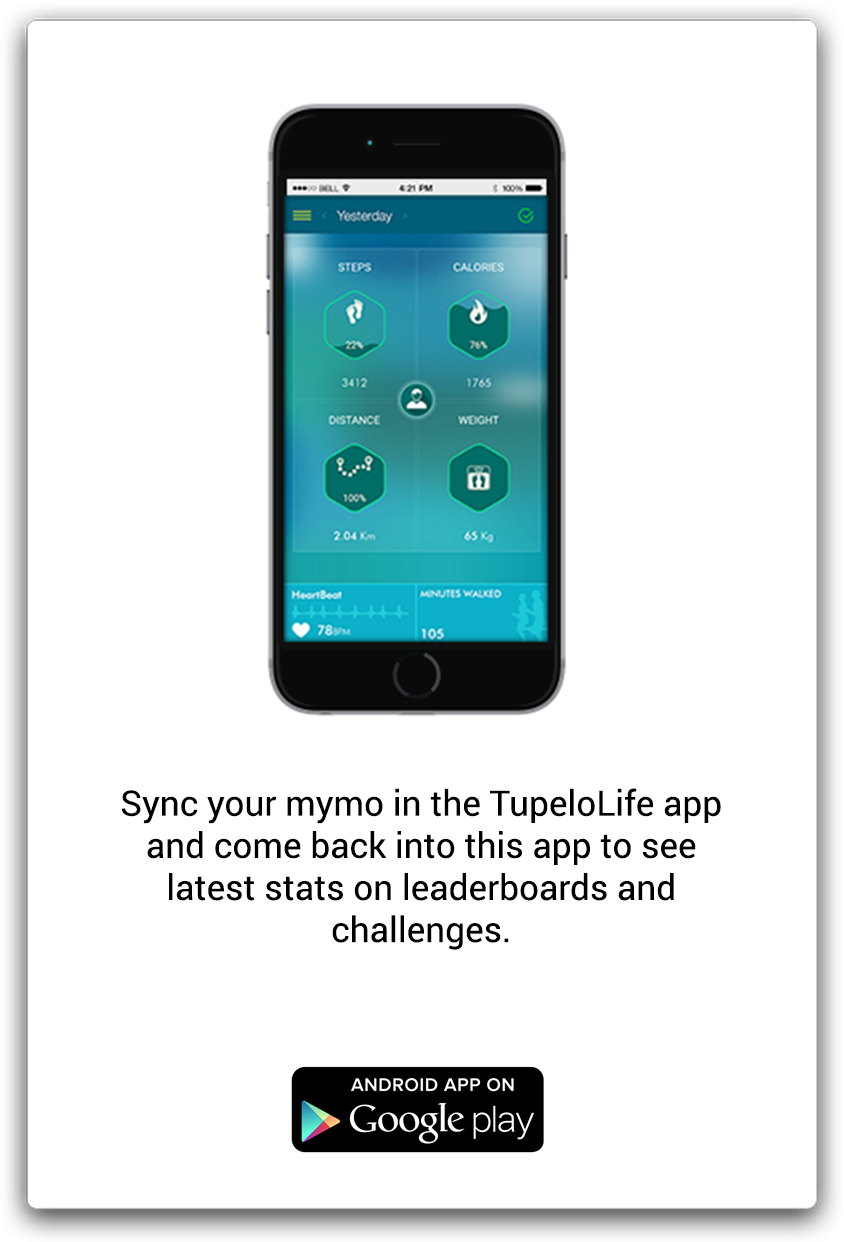 BELL 4:21 PM 100%
Yesterday
STEPS CALORIES
22% 76%
3412 1765
DISTANCE WEIGHT
100%
2.04 Km 65 Kg
HeartBeat MINUTES WALKED
78BPM 105
Sync your mymo in the TupeloLife app
and come back into this app to see
latest stats on leaderboards and
challenges.
ANDROID APP ON
Google play